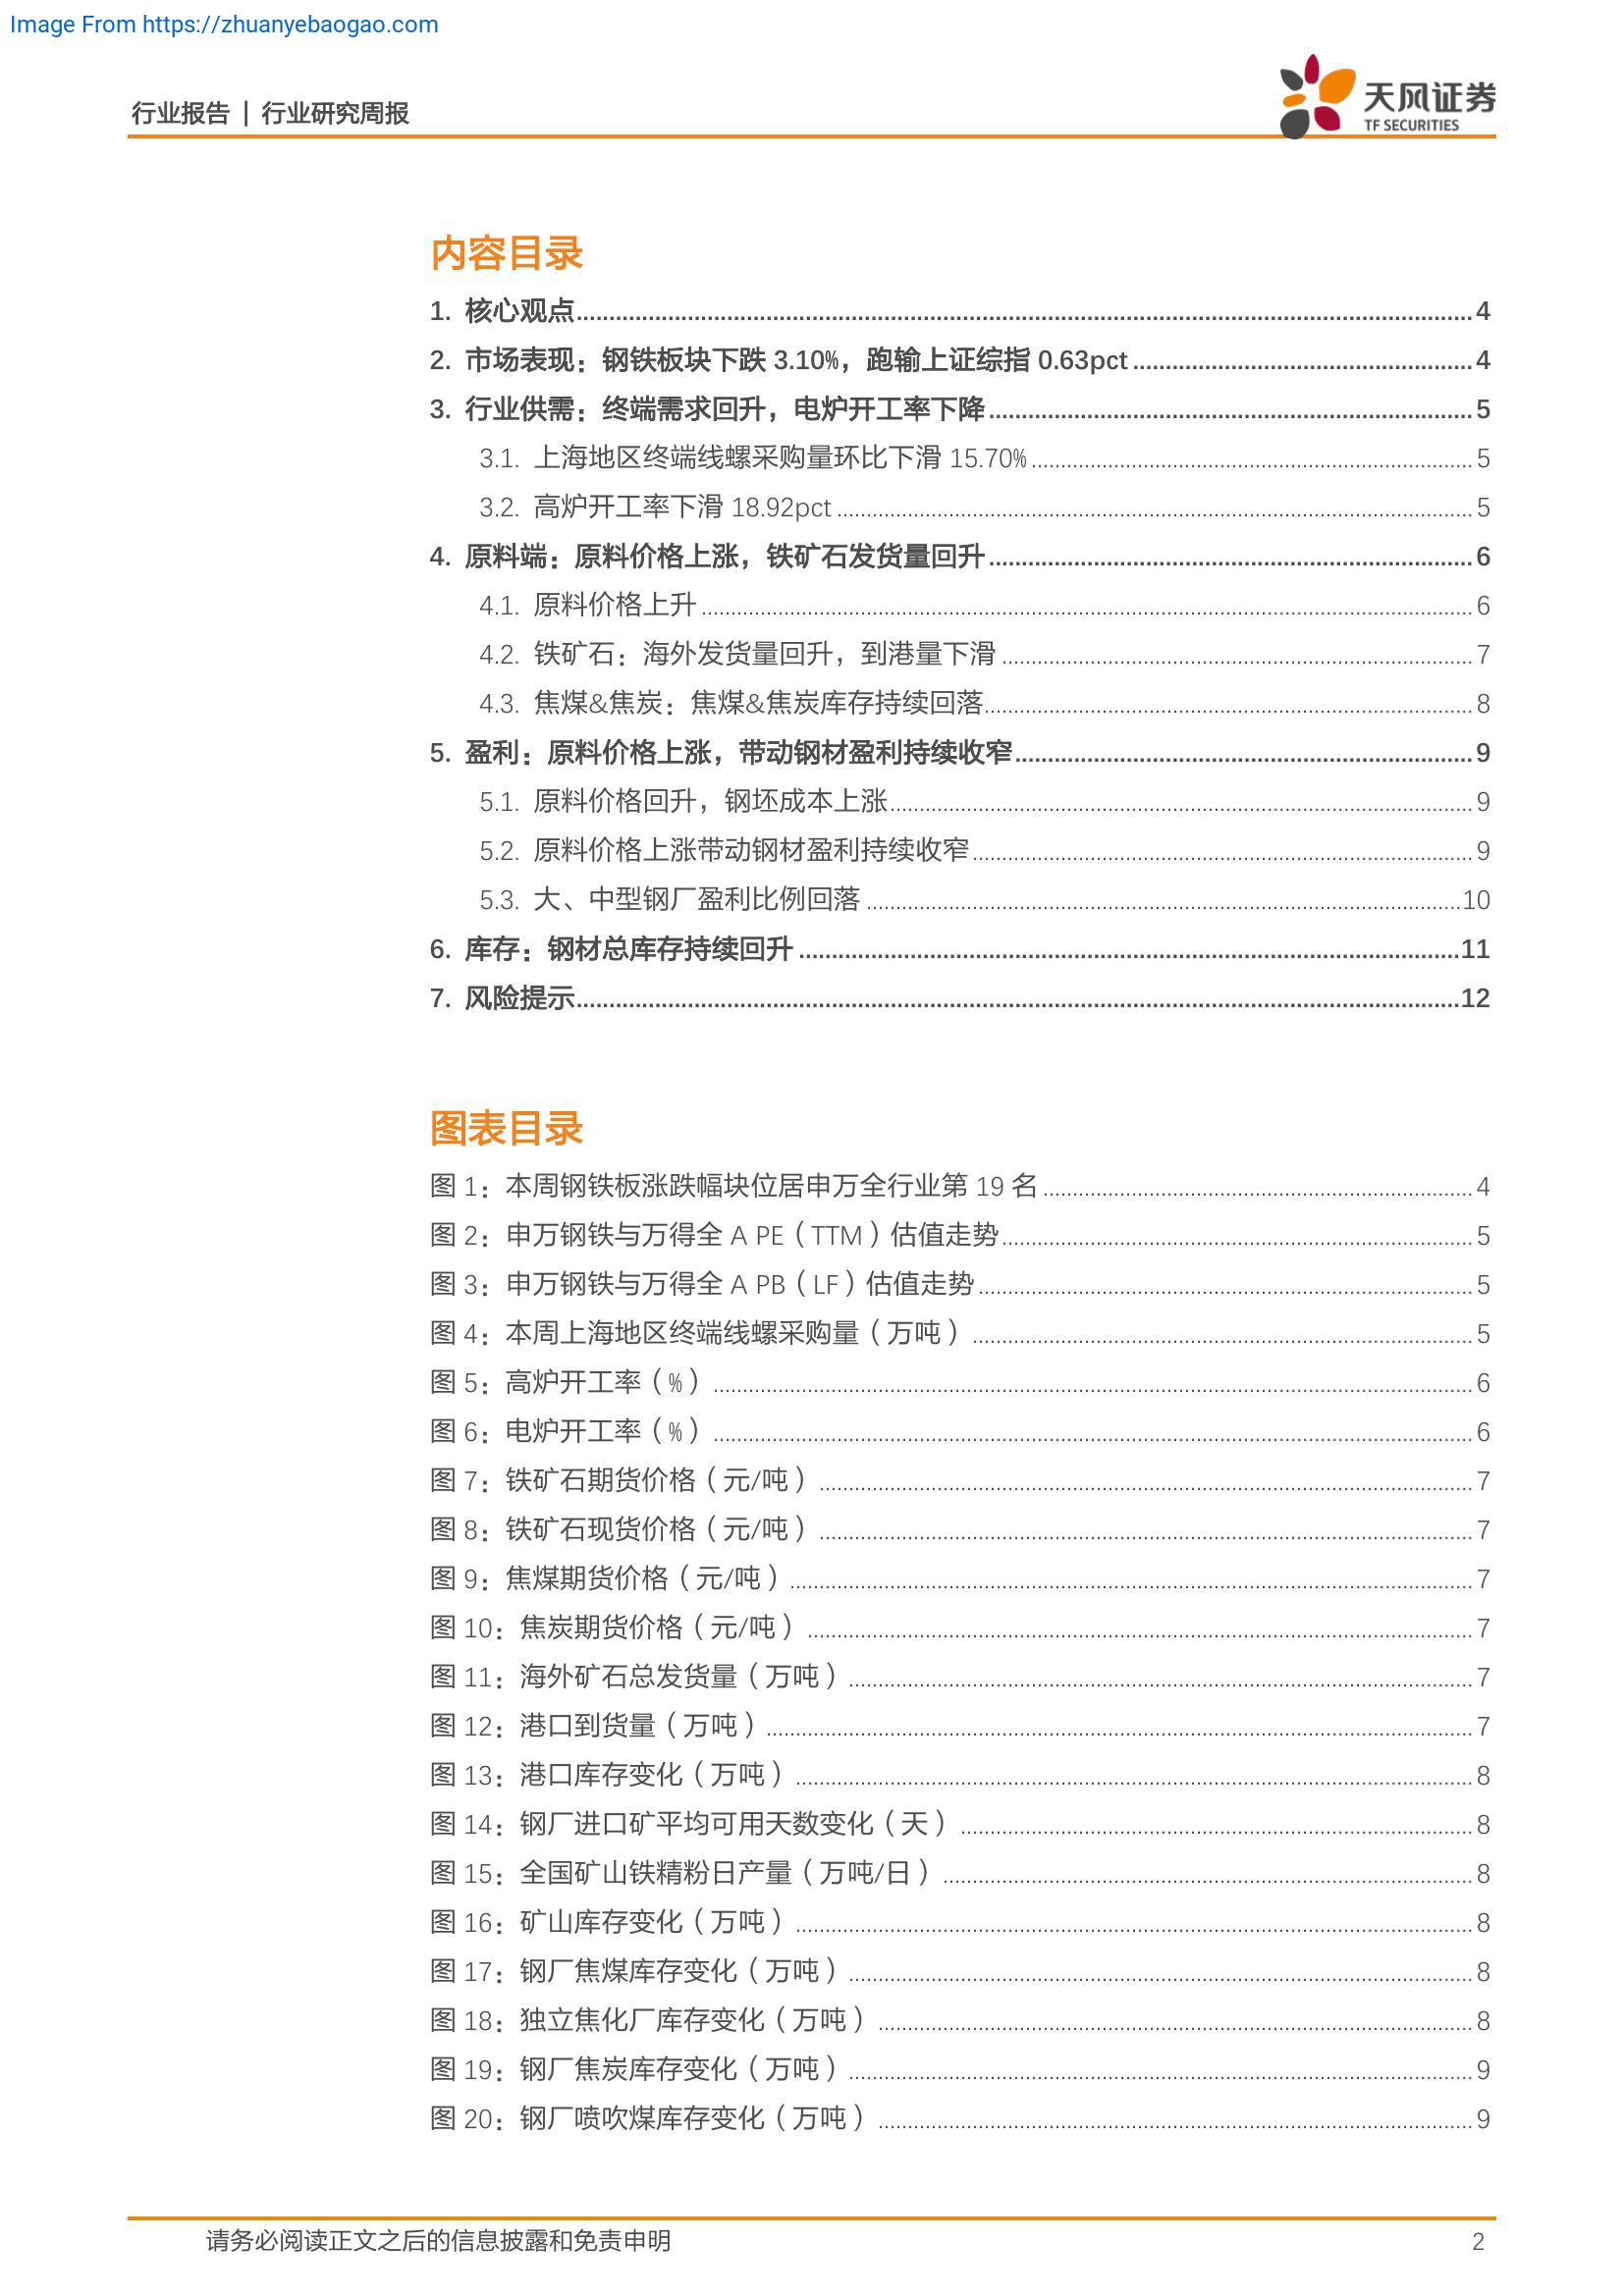 Image From https://zhuanyebaogao.com
行业报告 | 行业研究周报
天风证券
TF SECURITIES
内容目录
1. 核心观点 4
2. 市场表现：钢铁板块下跌 3.10%，跑输上证综指 0.63pct 4
3. 行业供需：终端需求回升，电炉开工率下降 5
3.1. 上海地区终端线螺采购量环比下滑 15.70% 5
3.2. 高炉开工率下滑 18.92pct 5
4. 原料端：原料价格上涨，铁矿石发货量回升 6
4.1. 原料价格上升 6
4.2. 铁矿石：海外发货量回升，到港量下滑 7
4.3. 焦煤&焦炭：焦煤&焦炭库存持续回落 8
5. 盈利：原料价格上涨，带动钢材盈利持续收窄 9
5.1. 原料价格回升，钢坯成本上涨 9
5.2. 原料价格上涨带动钢材盈利持续收窄 9
5.3. 大、中型钢厂盈利比例回落 10
6. 库存：钢材总库存持续回升 11
7. 风险提示 12
图表目录
图 1：本周钢铁板涨跌幅块位居申万全行业第 19 名 4
图 2：申万钢铁与万得全 A PE（TTM）估值走势 5
图 3：申万钢铁与万得全 A PB（LF）估值走势 5
图 4：本周上海地区终端线螺采购量（万吨） 5
图 5：高炉开工率（%） 6
图 6：电炉开工率（%） 6
图 7：铁矿石期货价格（元/吨） 7
图 8：铁矿石现货价格（元/吨） 7
图 9：焦煤期货价格（元/吨） 7
图 10：焦炭期货价格（元/吨） 7
图 11：海外矿石总发货量（万吨） 7
图 12：港口到货量（万吨） 7
图 13：港口库存变化（万吨） 8
图 14：钢厂进口矿平均可用天数变化（天） 8
图 15：全国矿山铁精粉日产量（万吨/日） 8
图 16：矿山库存变化（万吨） 8
图 17：钢厂焦煤库存变化（万吨） 8
图 18：独立焦化厂库存变化（万吨） 8
图 19：钢厂焦炭库存变化（万吨） 9
图 20：钢厂喷吹煤库存变化（万吨） 9
请务必阅读正文之后的信息披露和免责申明 2